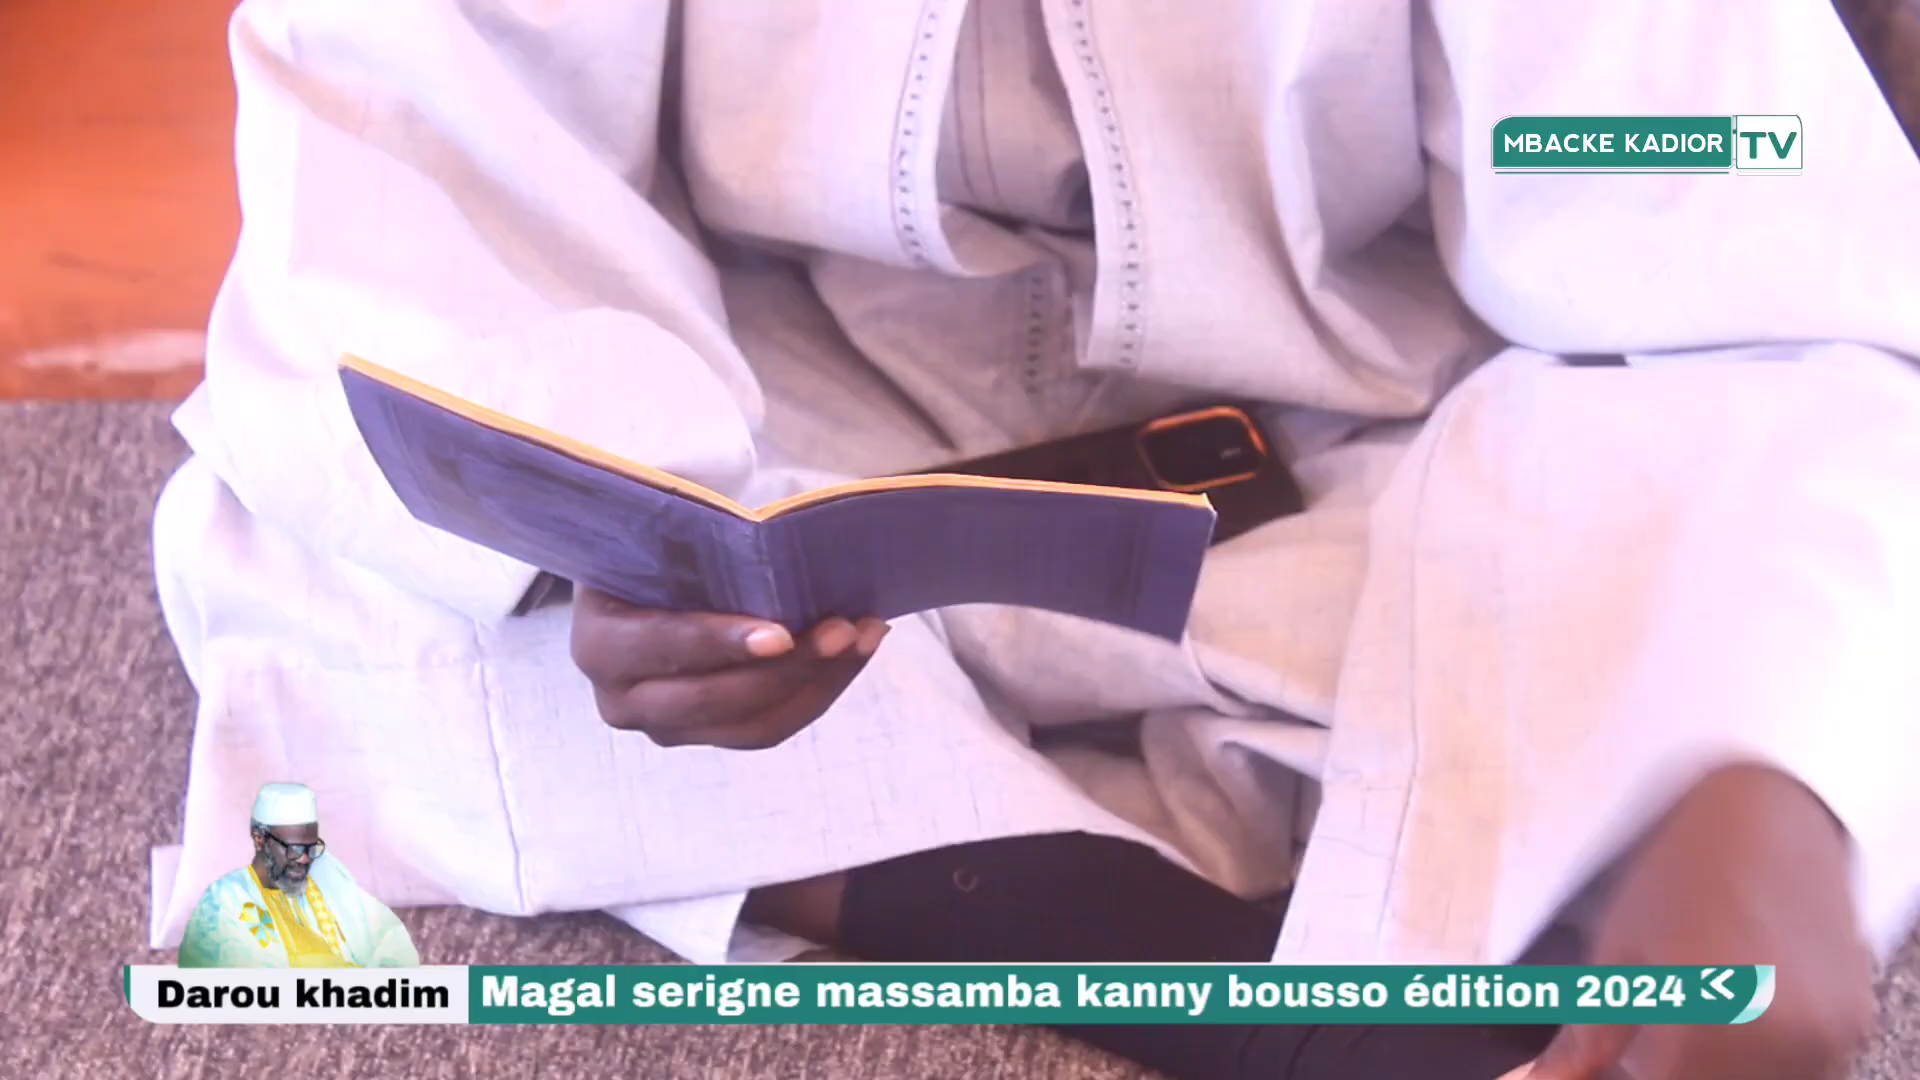 MBACKE KADIOR TV
Darou khadim
Magal serigne massamba kanny bousso édition 2024